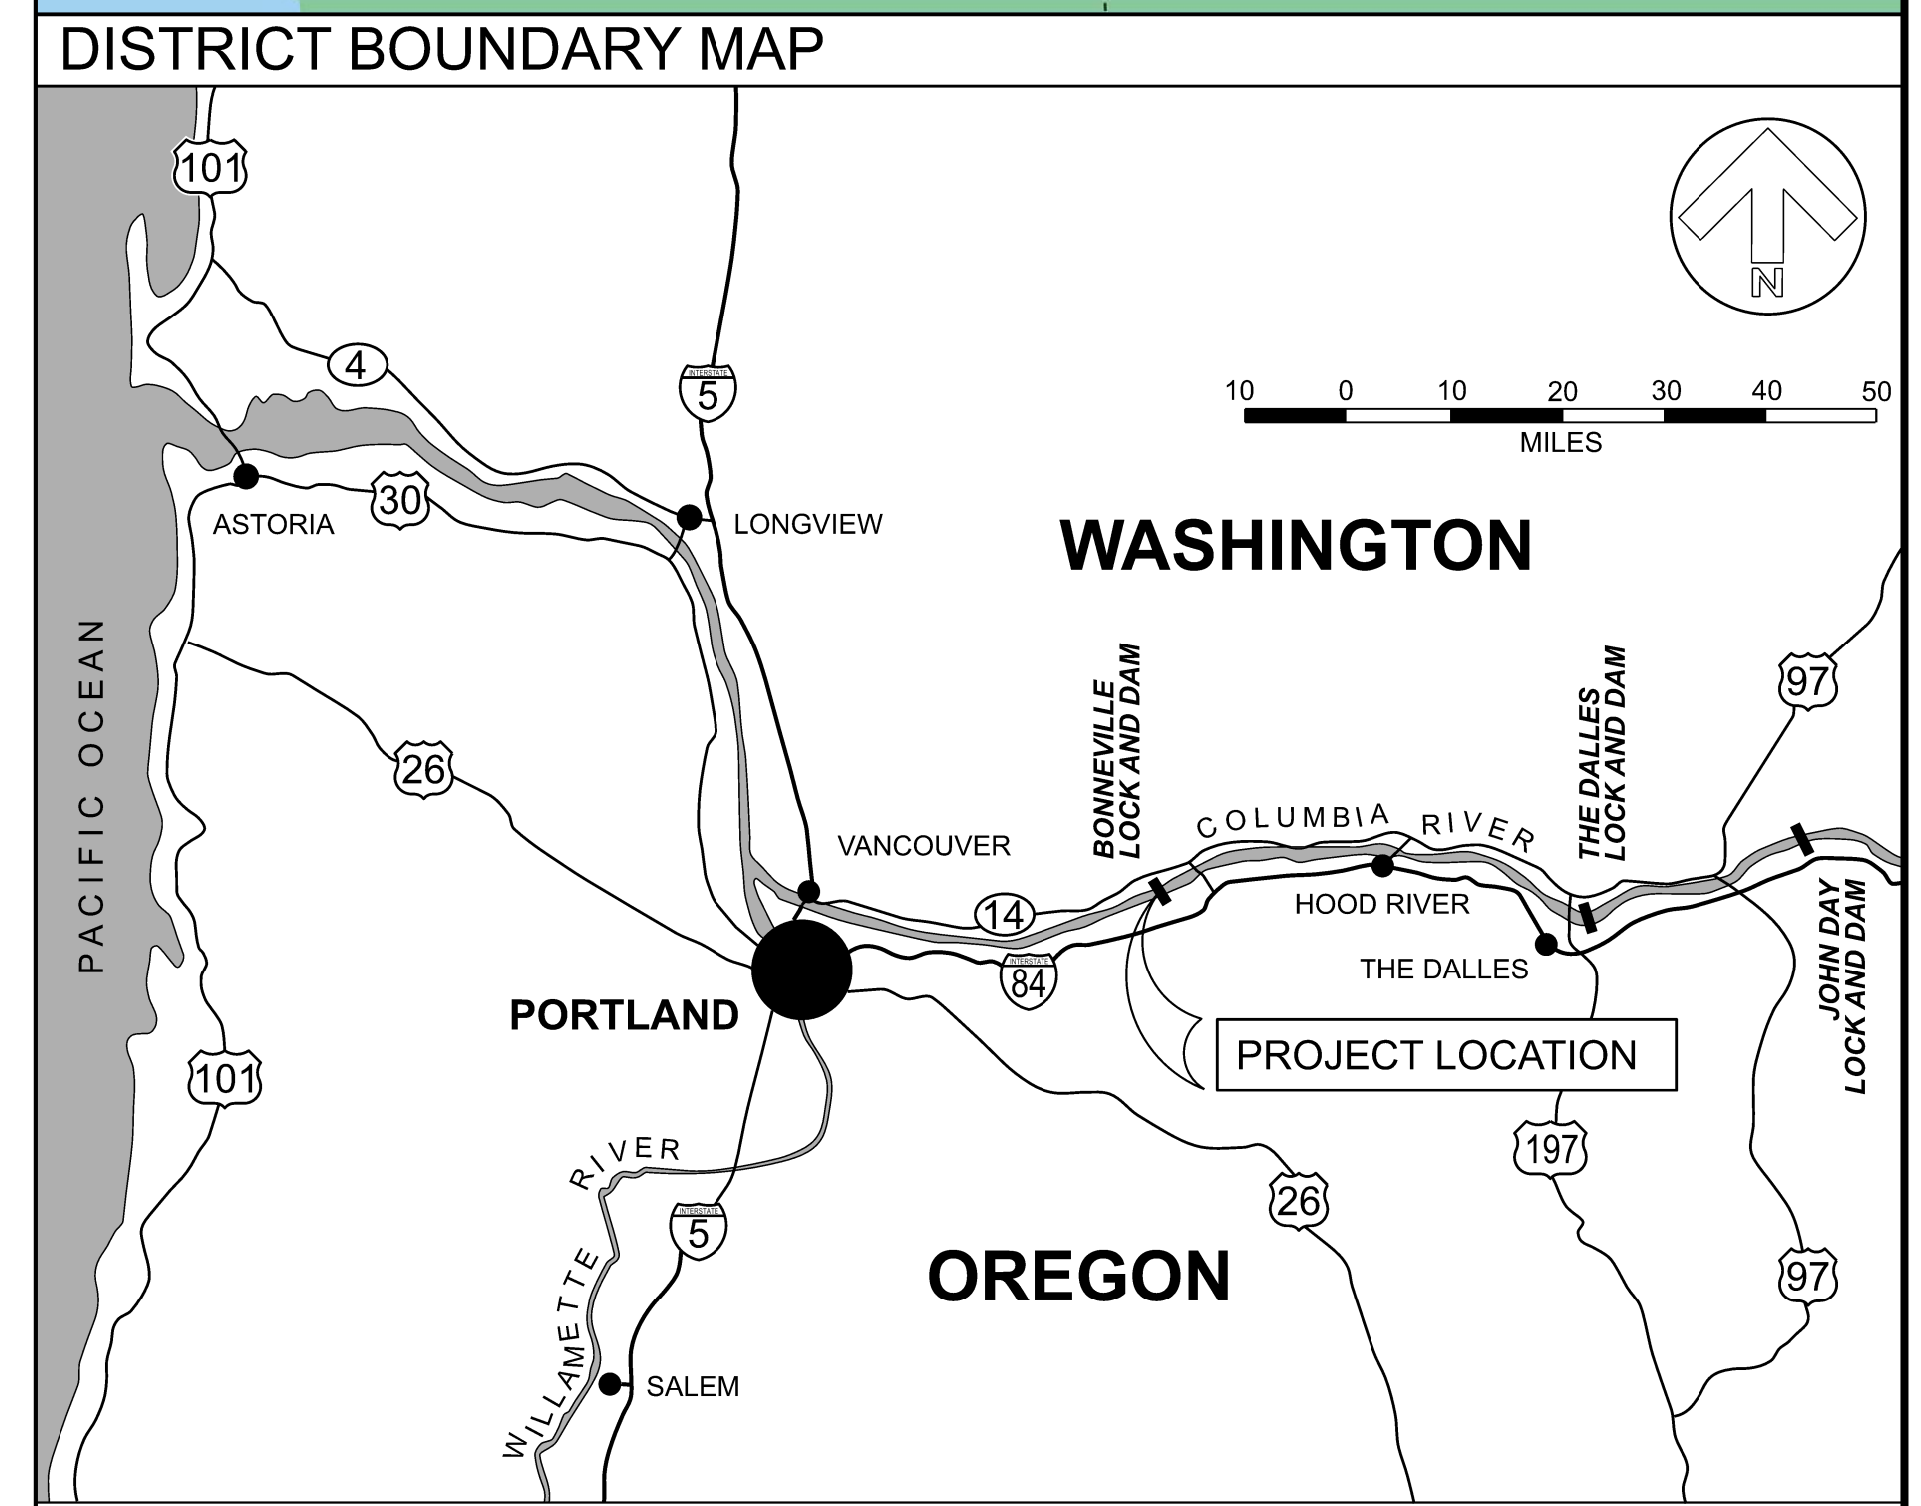 DISTRICT BOUNDARY MAP
101
N
4
INTERSTATE
5
10 0 10 20 30 40 50
MILES
30
ASTORIA
LONGVIEW
WASHINGTON
PACIFIC OCEAN
26
BONNEVILLE
LOCK AND DAM
THE DALLES
LOCK AND DAM
97
VANCOUVER
COLUMBIA RIVER
14
HOOD RIVER
THE DALLES
INTERSTATE
84
JOHN DAY
LOCK AND DAM
PORTLAND
PROJECT LOCATION
101
197
WILLAMETTE RIVER
26
INTERSTATE
5
OREGON
97
SALEM